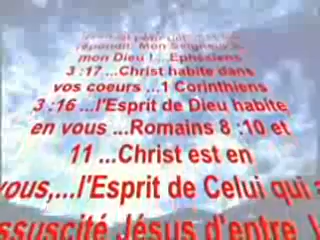 répondit: Mon Seigneur
mon Dieu ! ...Ephésiens
3 :17 ...Christ habite dans
vos coeurs ...1 Corinthiens
3 :16 ...l'Esprit de Dieu habite
en vous ...Romains 8 :10 et
11 ...Christ est en
vous,...l'Esprit de Celui qui a
ssuscité Jésus d'entre